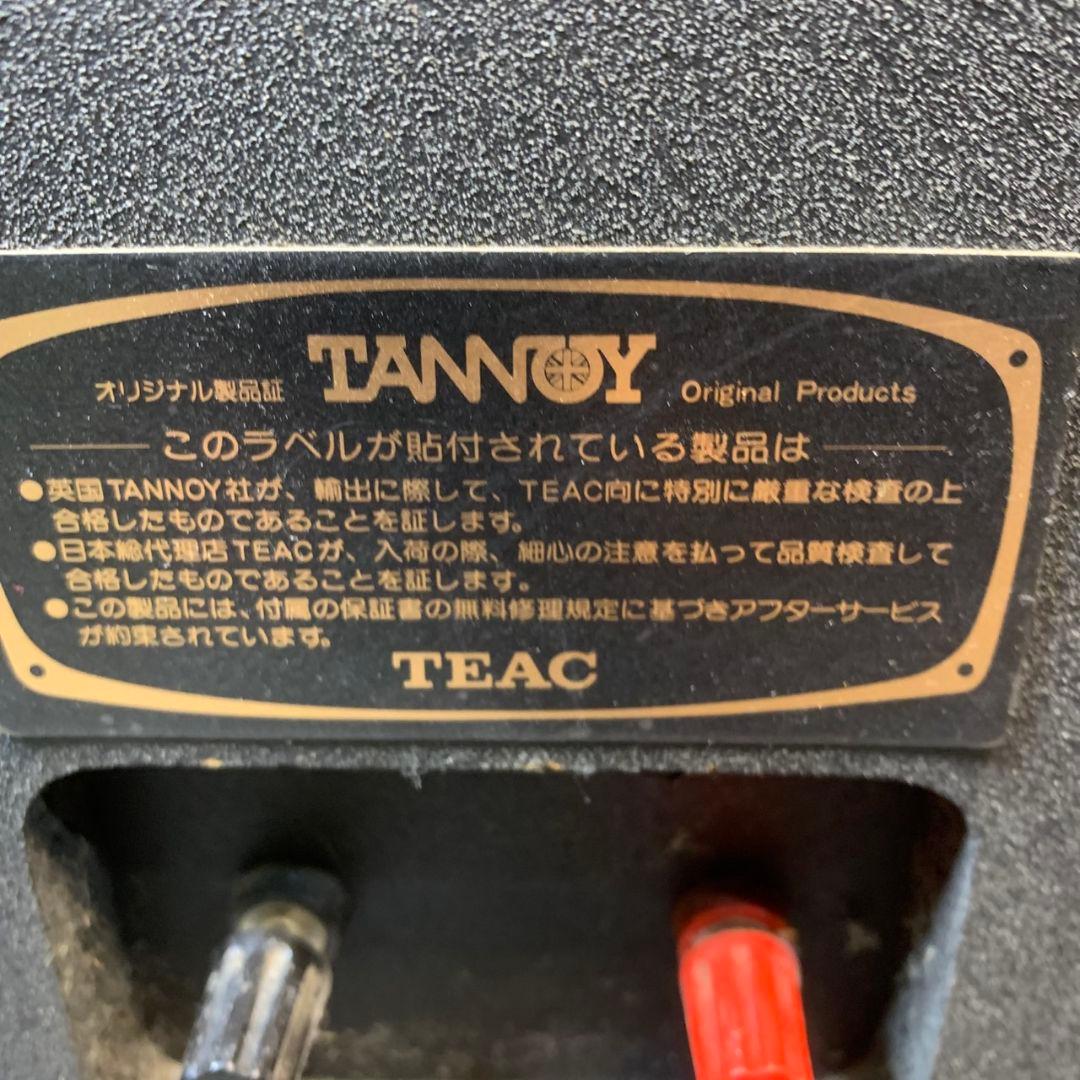 オリジナル製品証 TANNOY Original Products
このラベルが貼付されている製品は
●英国TANNOY社が、輸出に際して、TEAC向に特別に厳重な検査の上
合格したものであることを証します。
●日本総代理店TEACが、入荷の際、細心の注意を払って品質検査して
合格したものであることを証します。
●この製品には、付属の保証書の無料修理規定に基づきアフターサービス
が約束されています。
TEAC